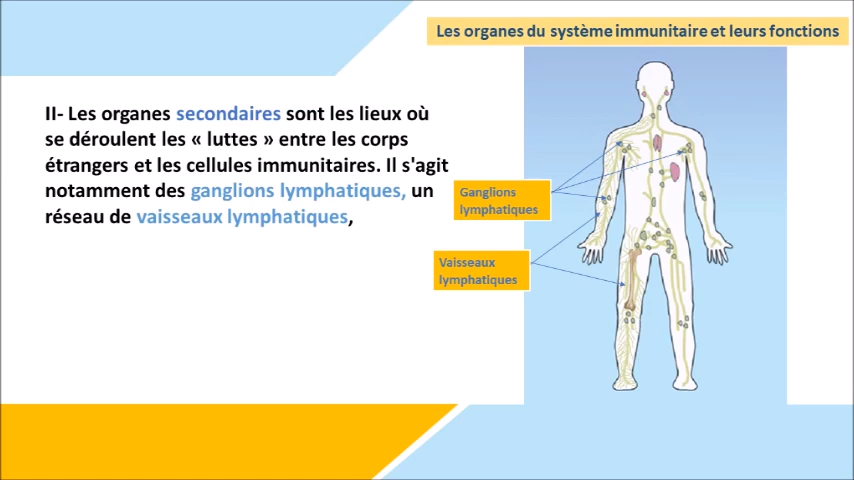 Les organes du système immunitaire et leurs fonctions
II- Les organes secondaires sont les lieux où
se déroulent les « luttes » entre les corps
étrangers et les cellules immunitaires. Il s'agit
notamment des ganglions lymphatiques, un
réseau de vaisseaux lymphatiques,
Ganglions
lymphatiques
Vaisseaux
lymphatiques